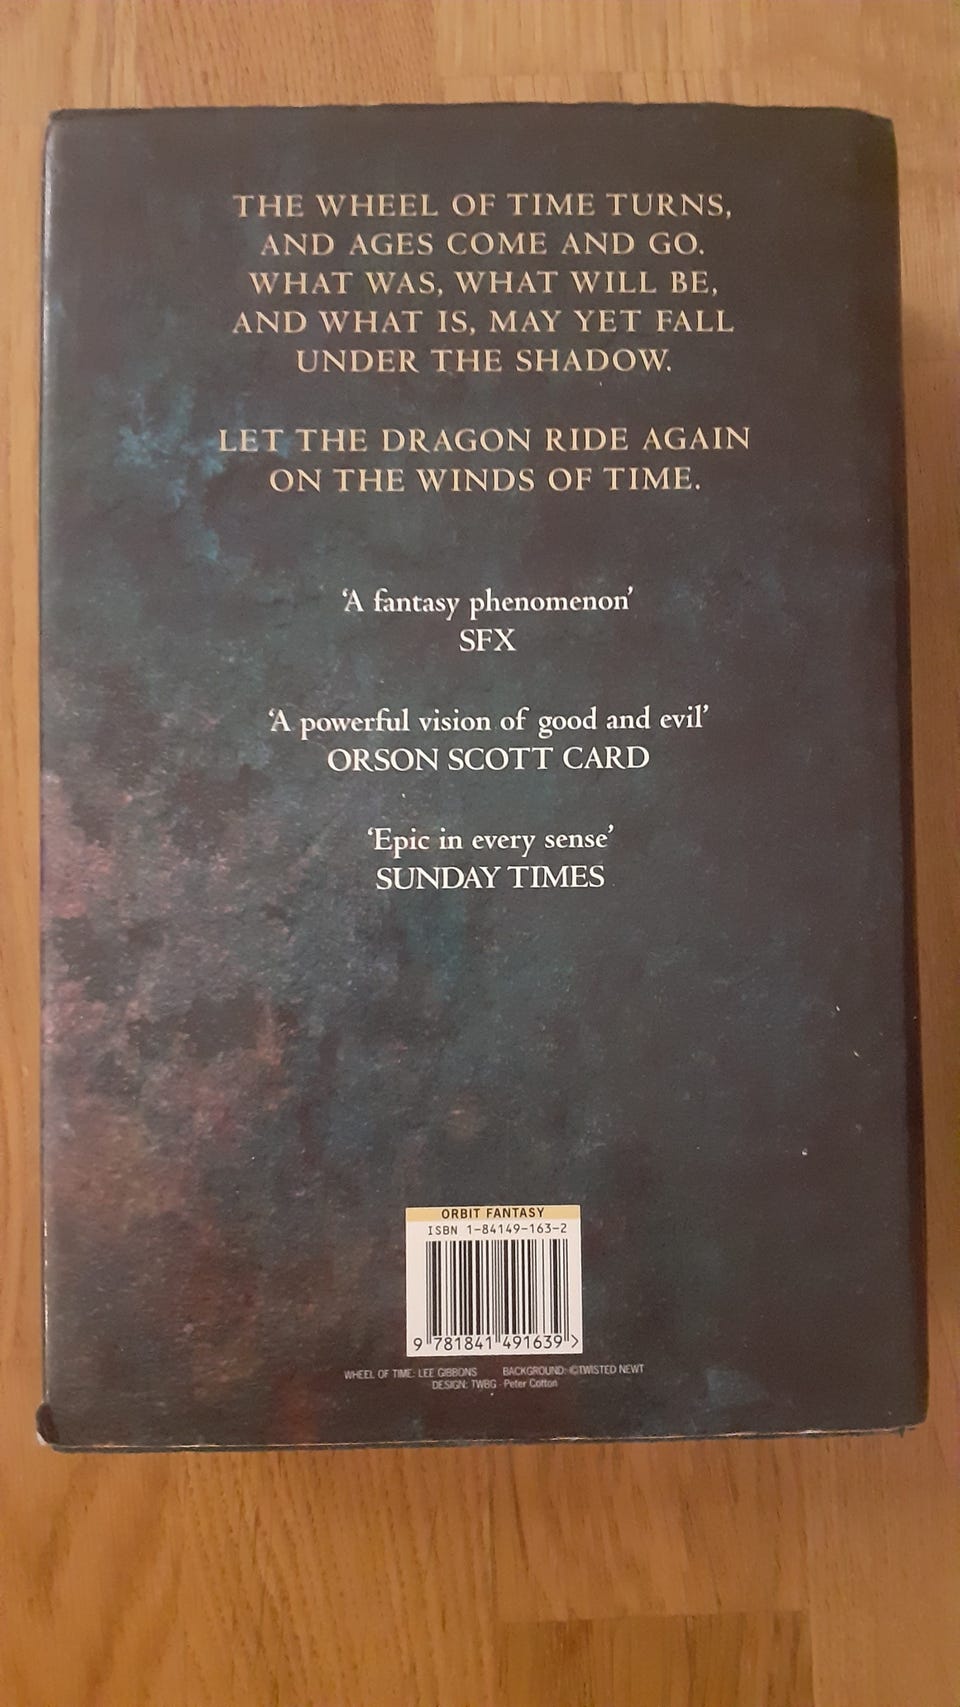 THE WHEEL OF TIME TURNS,
AND AGES COME AND GO.
WHAT WAS, WHAT WILL BE,
AND WHAT IS, MAY YET FALL
UNDER THE SHADOW.
LET THE DRAGON RIDE AGAIN
ON THE WINDS OF TIME.
‘A fantasy phenomenon’
SFX
‘A powerful vision of good and evil’
ORSON SCOTT CARD
‘Epic in every sense’
SUNDAY TIMES
ORBIT FANTASY
ISBN 1-84149-163-2
9 781841 491639 >
WHEEL OF TIME: LEE GIBBONS BACKGROUND: ©TWISTED NEWT
DESIGN: TWBG - Peter Cotton